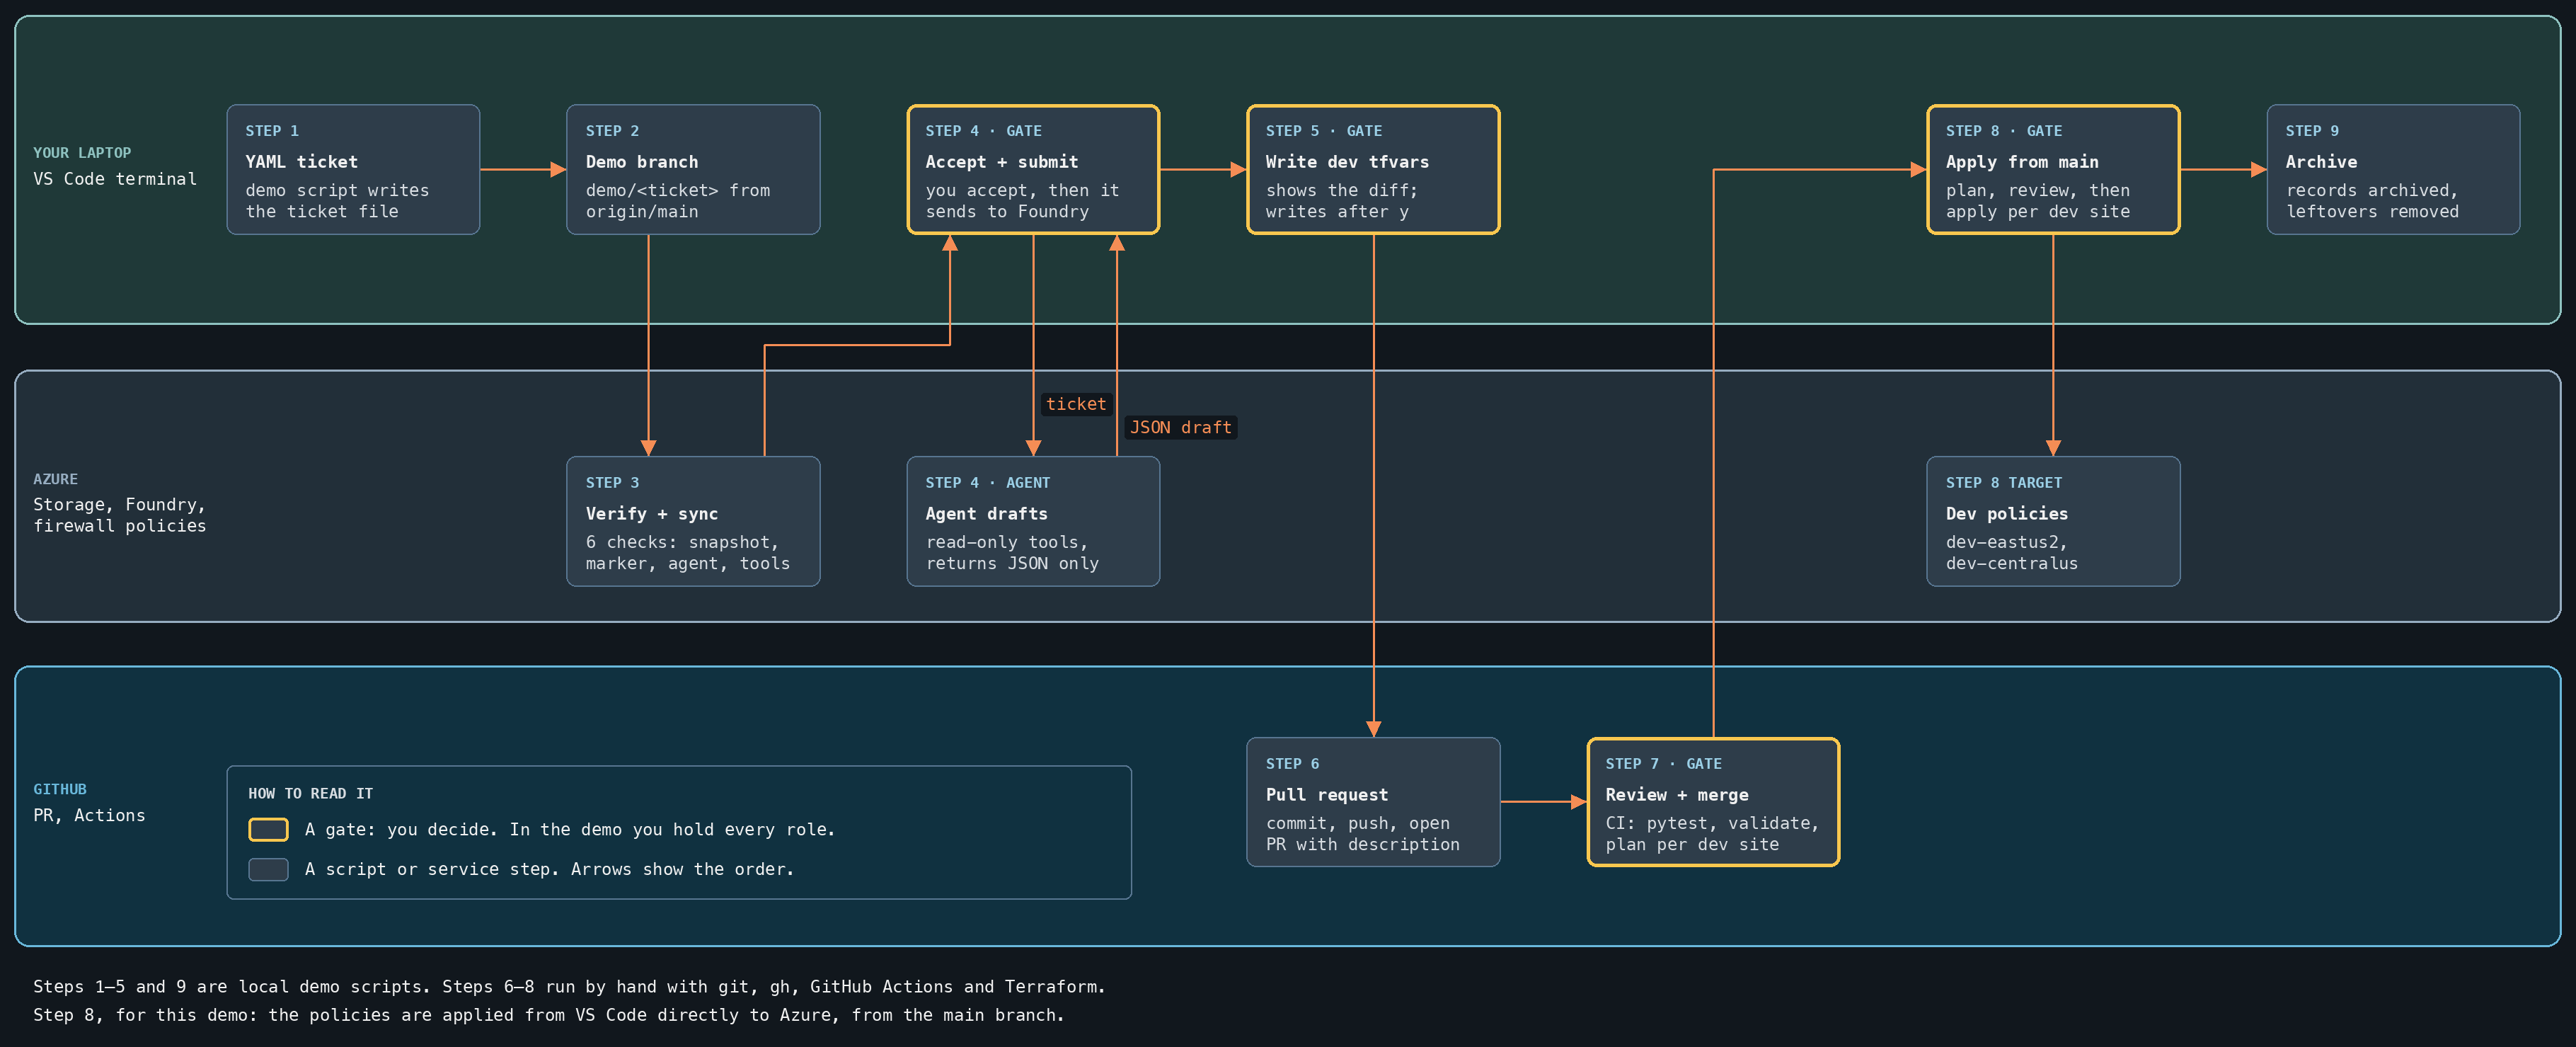 YOUR LAPTOP
VS Code terminal
STEP 1
YAML ticket
demo script writes
the ticket file
STEP 2
Demo branch
demo/<ticket> from
origin/main
STEP 4 · GATE
Accept + submit
you accept, then it
sends to Foundry
STEP 5 · GATE
Write dev tfvars
shows the diff;
writes after y
STEP 8 · GATE
Apply from main
plan, review, then
apply per dev site
STEP 9
Archive
records archived,
leftovers removed
ticket
JSON draft
AZURE
Storage, Foundry,
firewall policies
STEP 3
Verify + sync
6 checks: snapshot,
marker, agent, tools
STEP 4 · AGENT
Agent drafts
read-only tools,
returns JSON only
STEP 8 TARGET
Dev policies
dev-eastus2,
dev-centralus
GITHUB
PR, Actions
HOW TO READ IT
A gate: you decide. In the demo you hold every role.
A script or service step. Arrows show the order.
STEP 6
Pull request
commit, push, open
PR with description
STEP 7 · GATE
Review + merge
CI: pytest, validate,
plan per dev site
Steps 1–5 and 9 are local demo scripts. Steps 6–8 run by hand with git, gh, GitHub Actions and Terraform.
Step 8, for this demo: the policies are applied from VS Code directly to Azure, from the main branch.